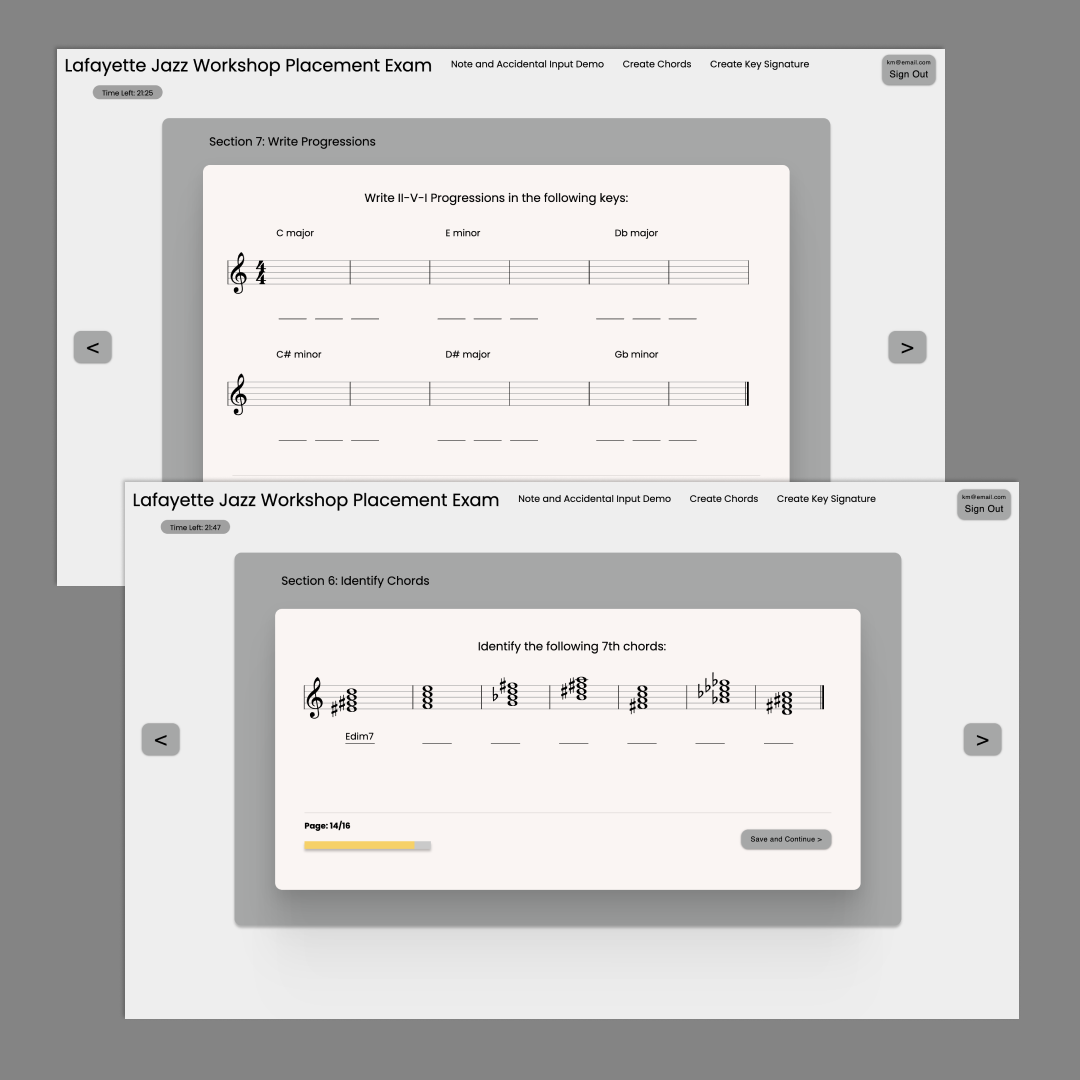 Lafayette Jazz Workshop Placement Exam
Note and Accidental Input Demo
Create Chords
Create Key Signature
km@email.com
Sign Out
Time Left: 21:25
Section 7: Write Progressions
Write II-V-I Progressions in the following keys:
C major
E minor
Db major
4
4
<
>
C# minor
D# major
Gb minor
Lafayette Jazz Workshop Placement Exam
Note and Accidental Input Demo
Create Chords
Create Key Signature
km@email.com
Sign Out
Time Left: 21:47
Section 6: Identify Chords
Identify the following 7th chords:
Edim7
<
>
Page: 14/16
Save and Continue >